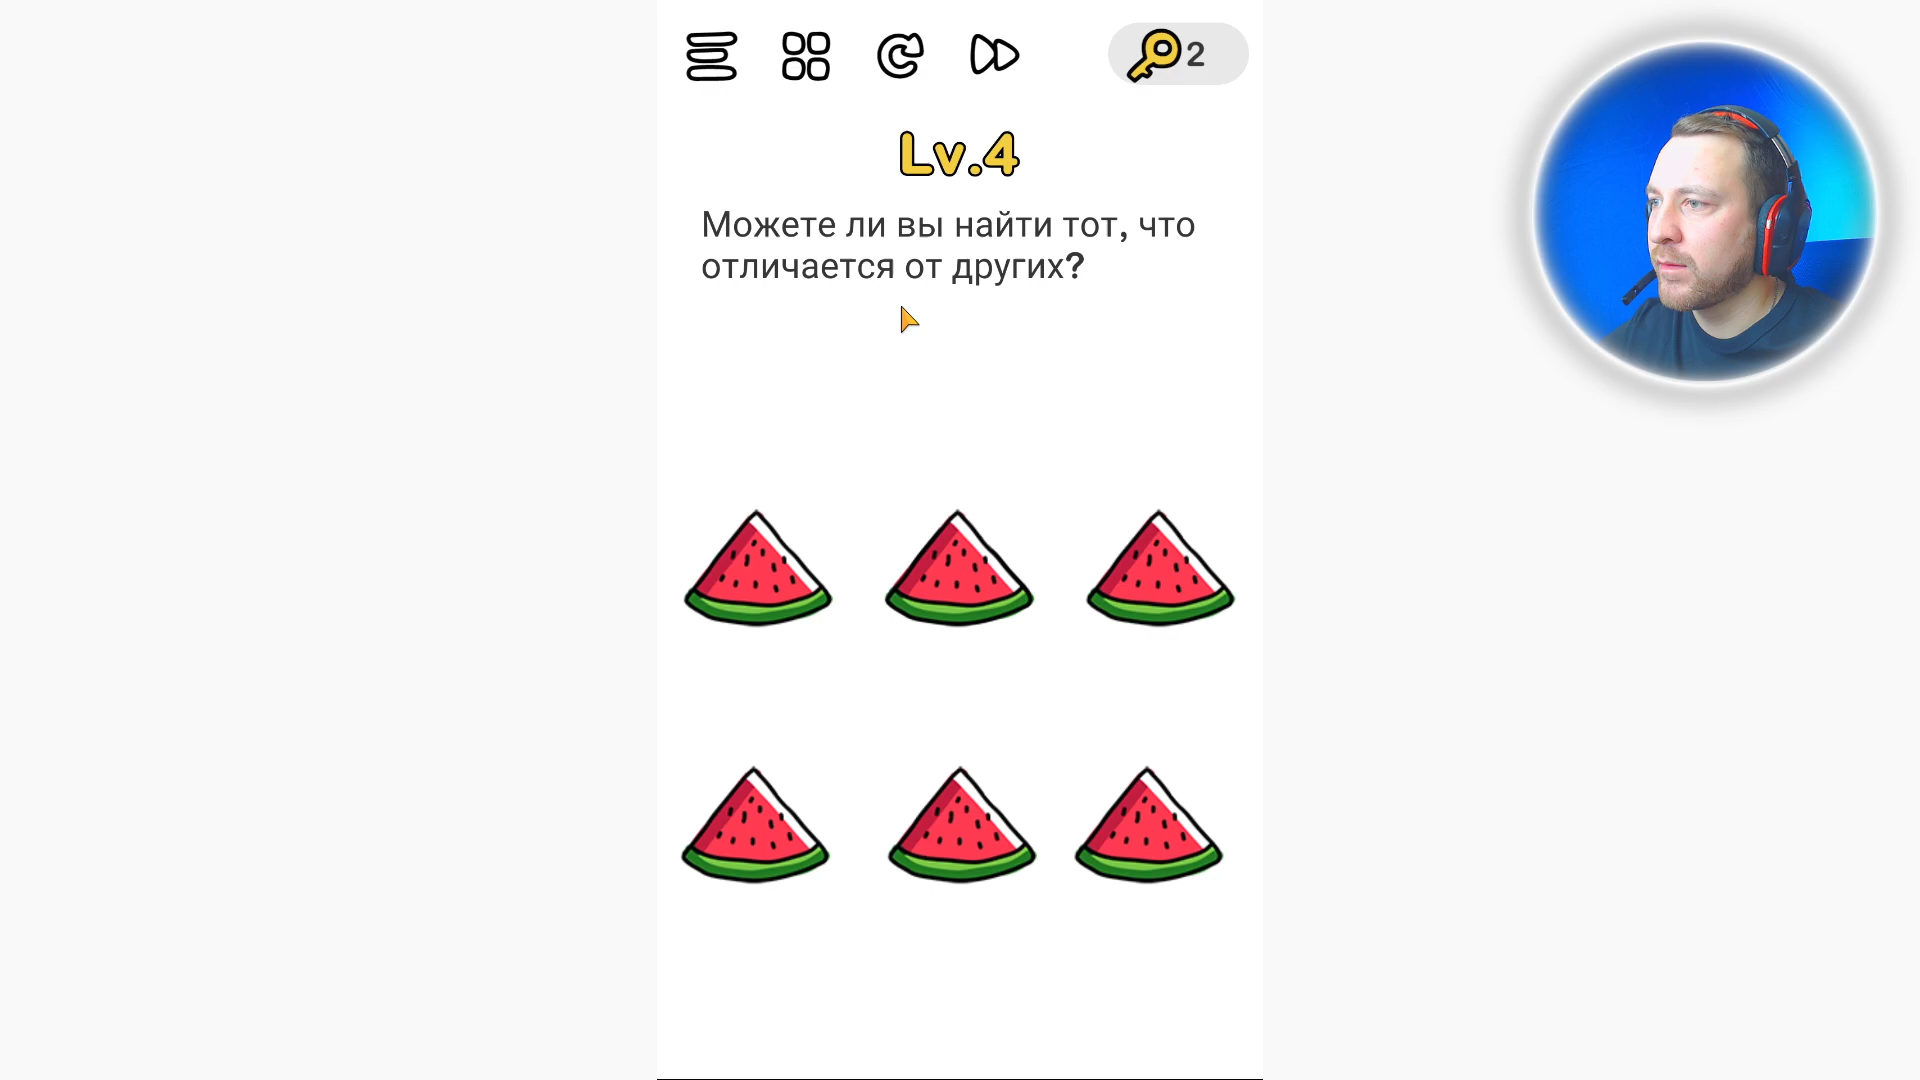 2
Lv.4
Можете ли вы найти тот, что
отличается от других?